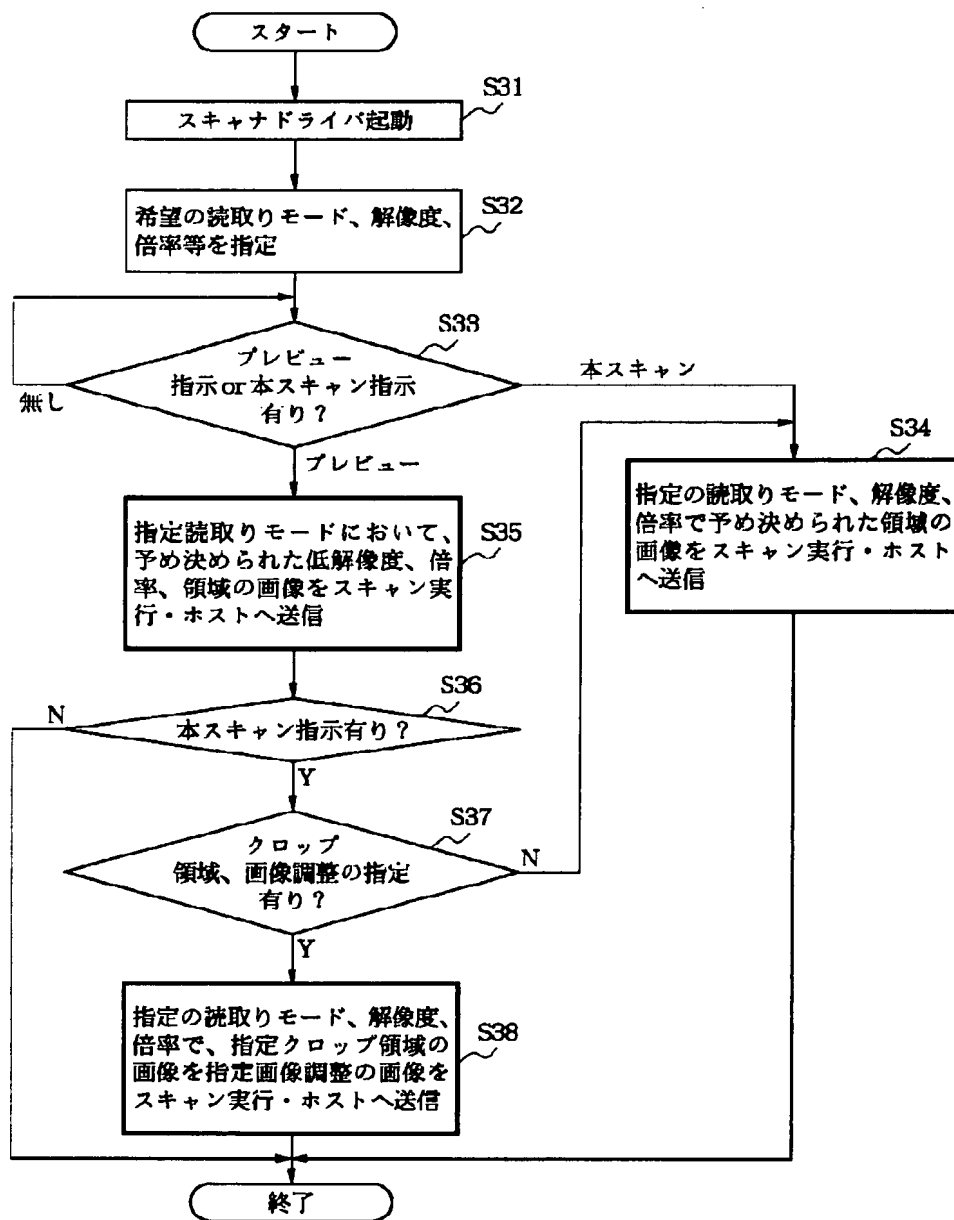 スタート
S31
スキャナドライバ起動
S32
希望の読取りモード、解像度、
倍率等を指定
S33
プレビュー
指示or本スキャン指示
有り？
無し
本スキャン
プレビュー
S34
指定の読取りモード、解像度、
倍率で予め決められた領域の
画像をスキャン実行・ホスト
へ送信
S35
指定読取りモードにおいて、
予め決められた低解像度、倍
率、領域の画像をスキャン実
行・ホストへ送信
S36
N
本スキャン指示有り？
Y
S37
クロップ
領域、画像調整の指定
有り？
N
Y
S38
指定の読取りモード、解像度、
倍率で、指定クロップ領域の
画像を指定画像調整の画像を
スキャン実行・ホストへ送信
終了